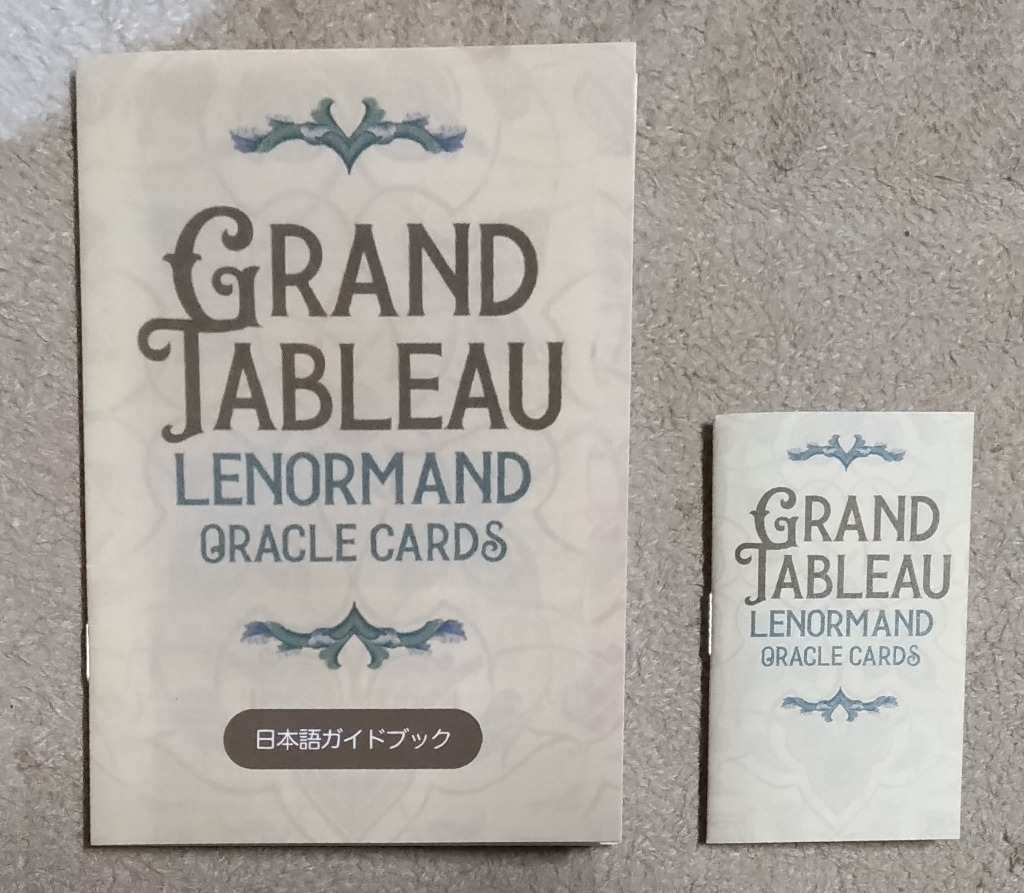 GRAND
TABLEAU
LENORMAND
ORACLE CARDS
日本語ガイドブック
GRAND
TABLEAU
LENORMAND
ORACLE CARDS